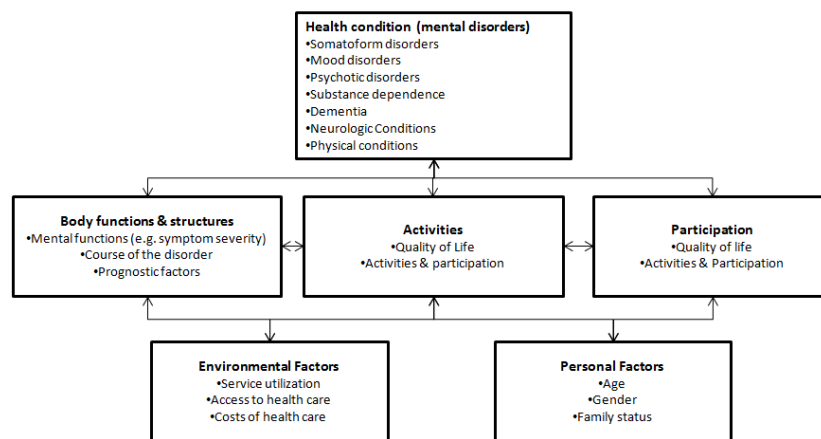 Health condition (mental disorders)
•Somatoform disorders
•Mood disorders
•Psychotic disorders
•Substance dependence
•Dementia
•Neurologic Conditions
•Physical conditions
Body functions & structures
•Mental functions (e.g. symptom severity)
•Course of the disorder
•Prognostic factors
Activities
•Quality of Life
•Activities & participation
Participation
•Quality of life
•Activities & Participation
Environmental Factors
•Service utilization
•Access to health care
•Costs of health care
Personal Factors
•Age
•Gender
•Family status